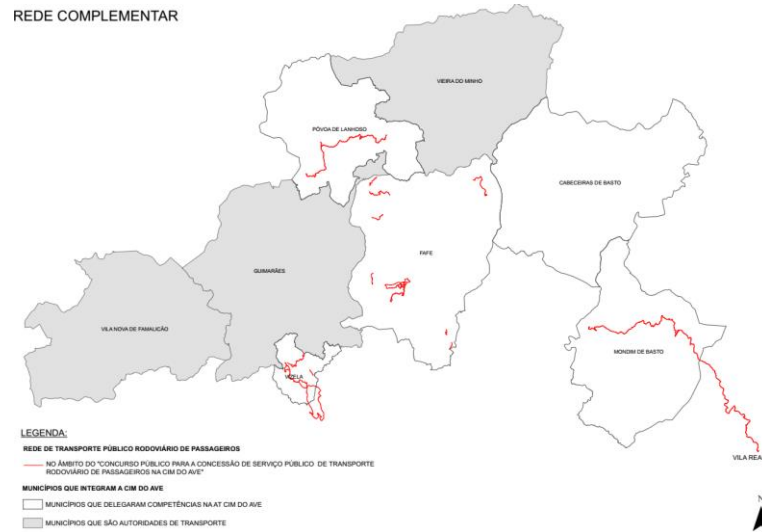 REDE COMPLEMENTAR
VIEIRA DO MINHO
PÓVOA DE LANHOSO
CABECEIRAS DE BASTO
GUIMARÃES
FAFE
VILA NOVA DE FAMALICÃO
MONDIM DE BASTO
VIZELA
VILA REA
LEGENDA:
REDE DE TRANSPORTE PÚBLICO RODOVIÁRIO DE PASSAGEIROS
NO ÂMBITO DO "CONCURSO PÚBLICO PARA A CONCESSÃO DE SERVIÇO PÚBLICO DE TRANSPORTE
RODOVIÁRIO DE PASSAGEIROS NA CIM DO AVE"
MUNICÍPIOS QUE INTEGRAM A CIM DO AVE
MUNICÍPIOS QUE DELEGARAM COMPETÊNCIAS NA AT CIM DO AVE
MUNICÍPIOS QUE SÃO AUTORIDADES DE TRANSPORTE
N